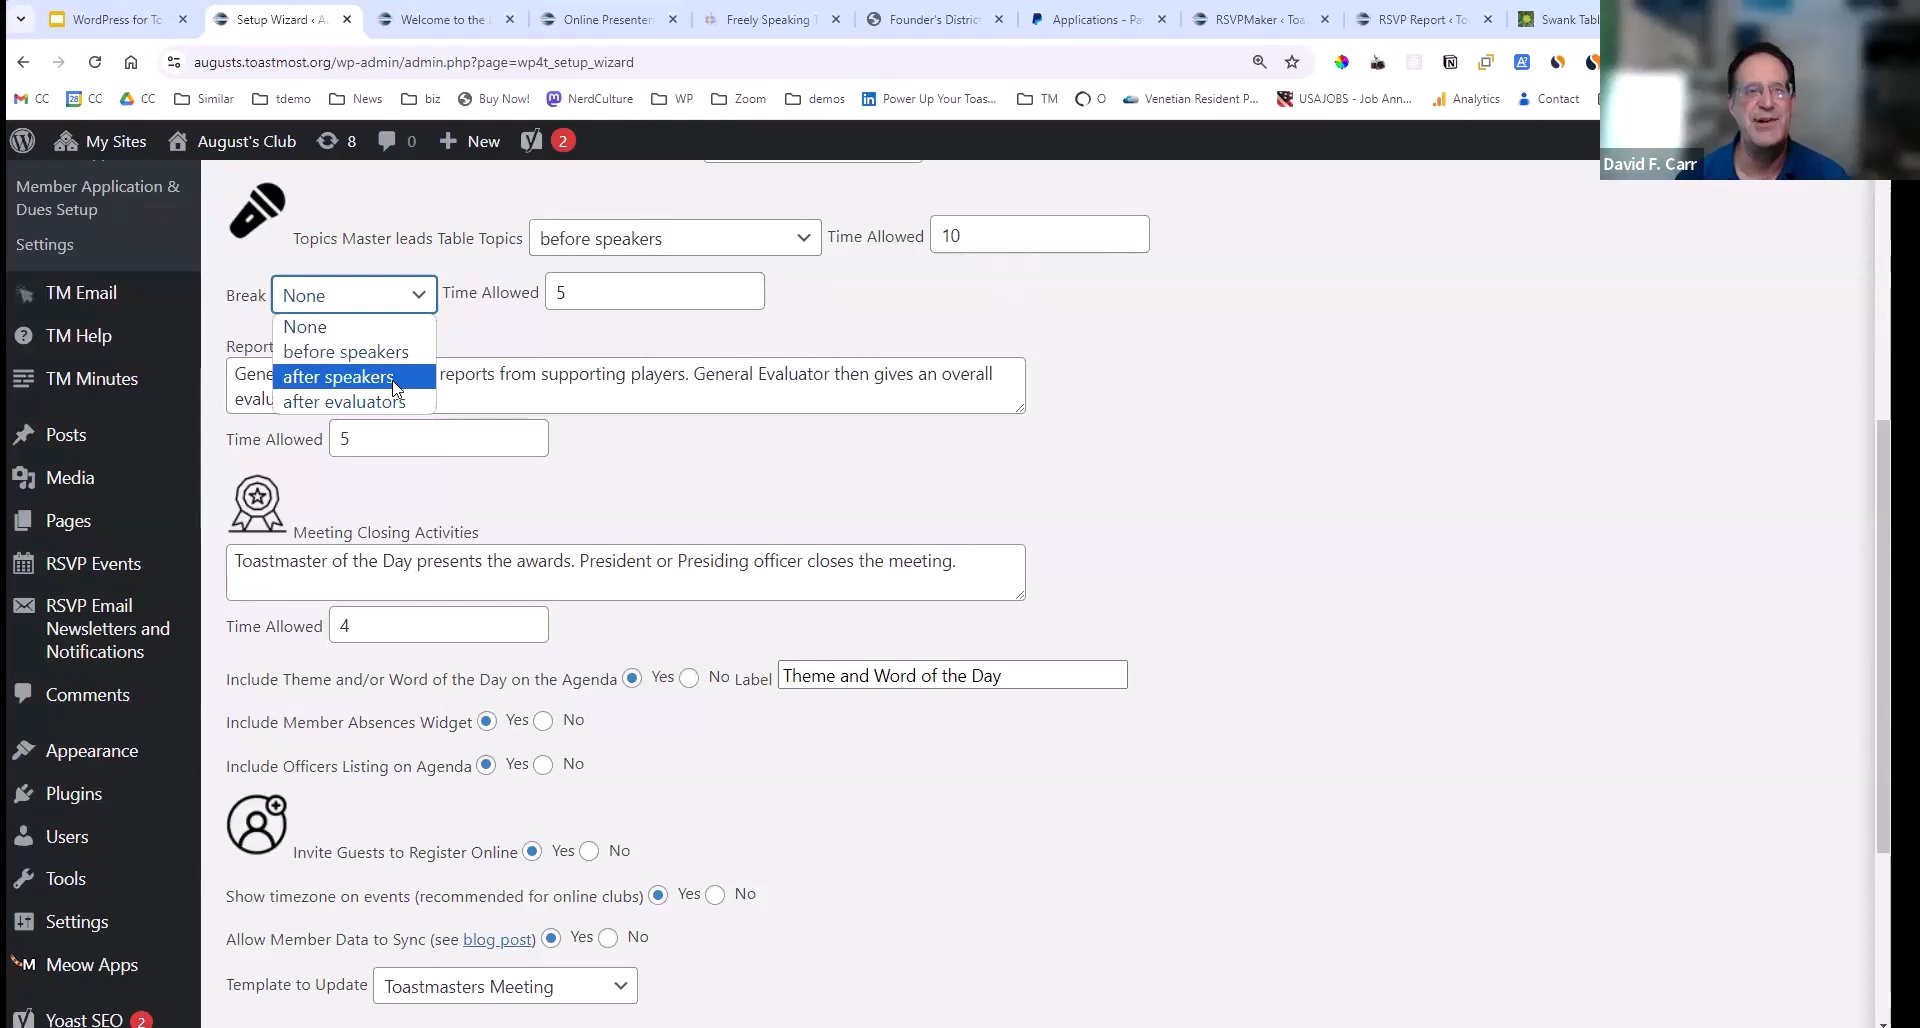 WordPress for To
Setup Wizard ‹ Au
Welcome to the
Online Presenters
Freely Speaking T
Founder's District
Applications - Pay
RSVPMaker ‹ Toa
RSVP Report ‹ To
Swank Tabl
augusts.toastmost.org/wp-admin/admin.php?page=wp4t_setup_wizard
CC
CC
CC
Similar
tdemo
News
biz
Buy Now!
NerdCulture
WP
Zoom
demos
Power Up Your Toas...
TM
O
Venetian Resident P...
USAJOBS - Job Ann...
Analytics
Contact
My Sites
August's Club
8
0
New
2
David F. Carr
Member Application &
Dues Setup
Settings
TM Email
TM Help
TM Minutes
Posts
Media
Pages
RSVP Events
RSVP Email
Newsletters and
Notifications
Comments
Appearance
Plugins
Users
Tools
Settings
Meow Apps
Yoast SEO 2
Topics Master leads Table Topics before speakers Time Allowed 10
Break None Time Allowed 5
None
before speakers
after speakers
after evaluators
Report
reports from supporting players. General Evaluator then gives an overall
Time Allowed 5
Meeting Closing Activities
Toastmaster of the Day presents the awards. President or Presiding officer closes the meeting.
Time Allowed 4
Include Theme and/or Word of the Day on the Agenda Yes No Label Theme and Word of the Day
Include Member Absences Widget Yes No
Include Officers Listing on Agenda Yes No
Invite Guests to Register Online Yes No
Show timezone on events (recommended for online clubs) Yes No
Allow Member Data to Sync (see blog post) Yes No
Template to Update Toastmasters Meeting